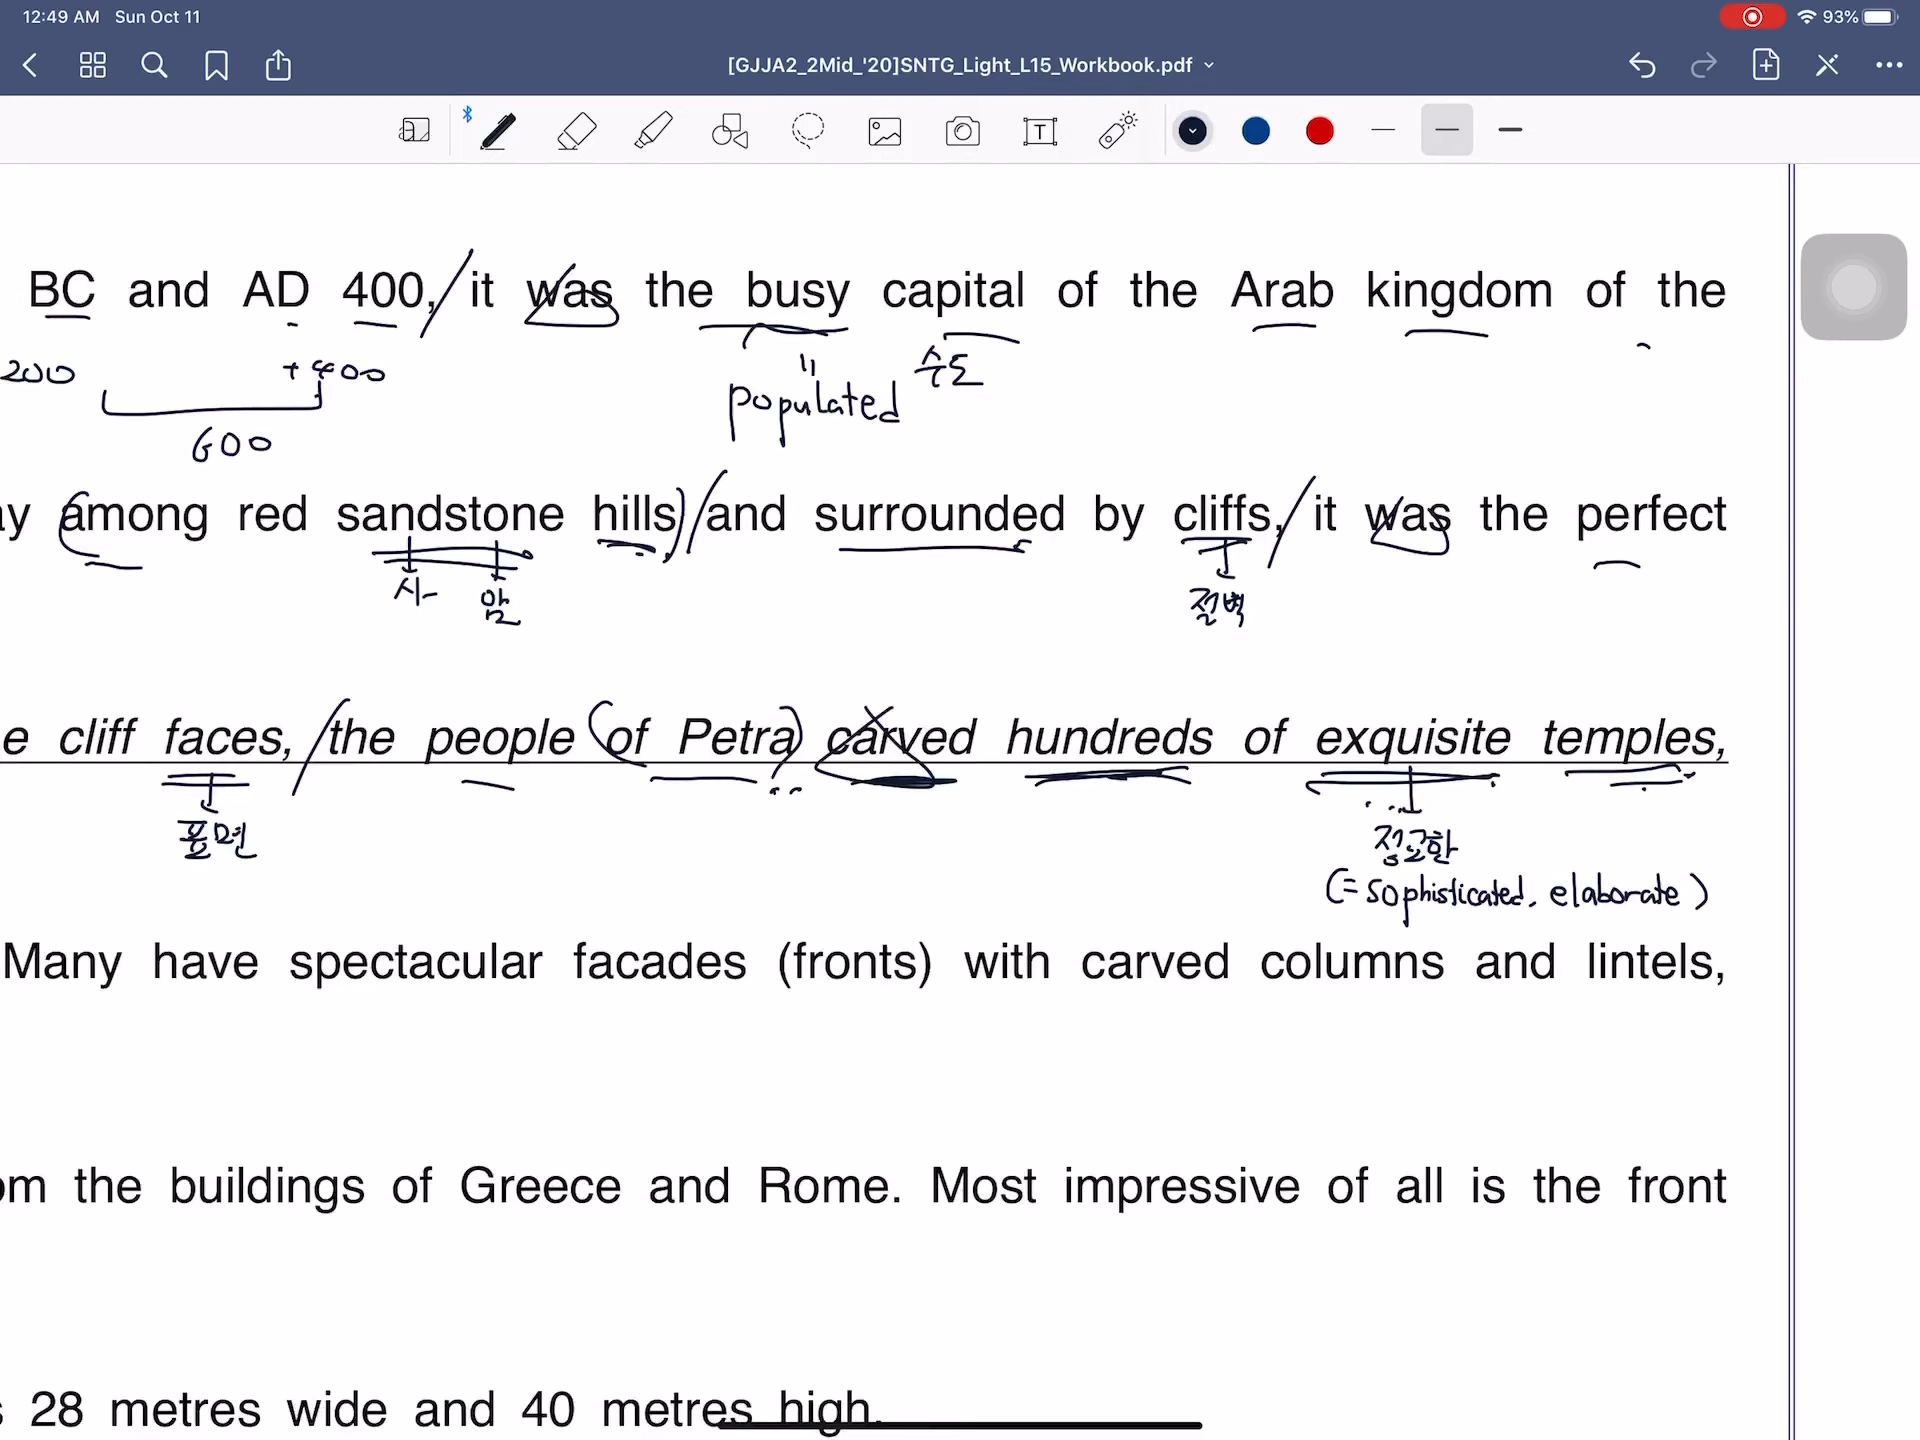 12:49 AM Sun Oct 11
93%
[GJJA2_2Mid_'20]SNTG_Light_L15_Workbook.pdf
BC and AD 400, it was the busy capital of the Arab kingdom of the
200 +400 수도
populated
600
ay among red sandstone hills and surrounded by cliffs, it was the perfect
사 암 절벽
e cliff faces, the people of Petra carved hundreds of exquisite temples,
표면 정교한
(= sophisticated, elaborate)
Many have spectacular facades (fronts) with carved columns and lintels,
om the buildings of Greece and Rome. Most impressive of all is the front
s 28 metres wide and 40 metres high.